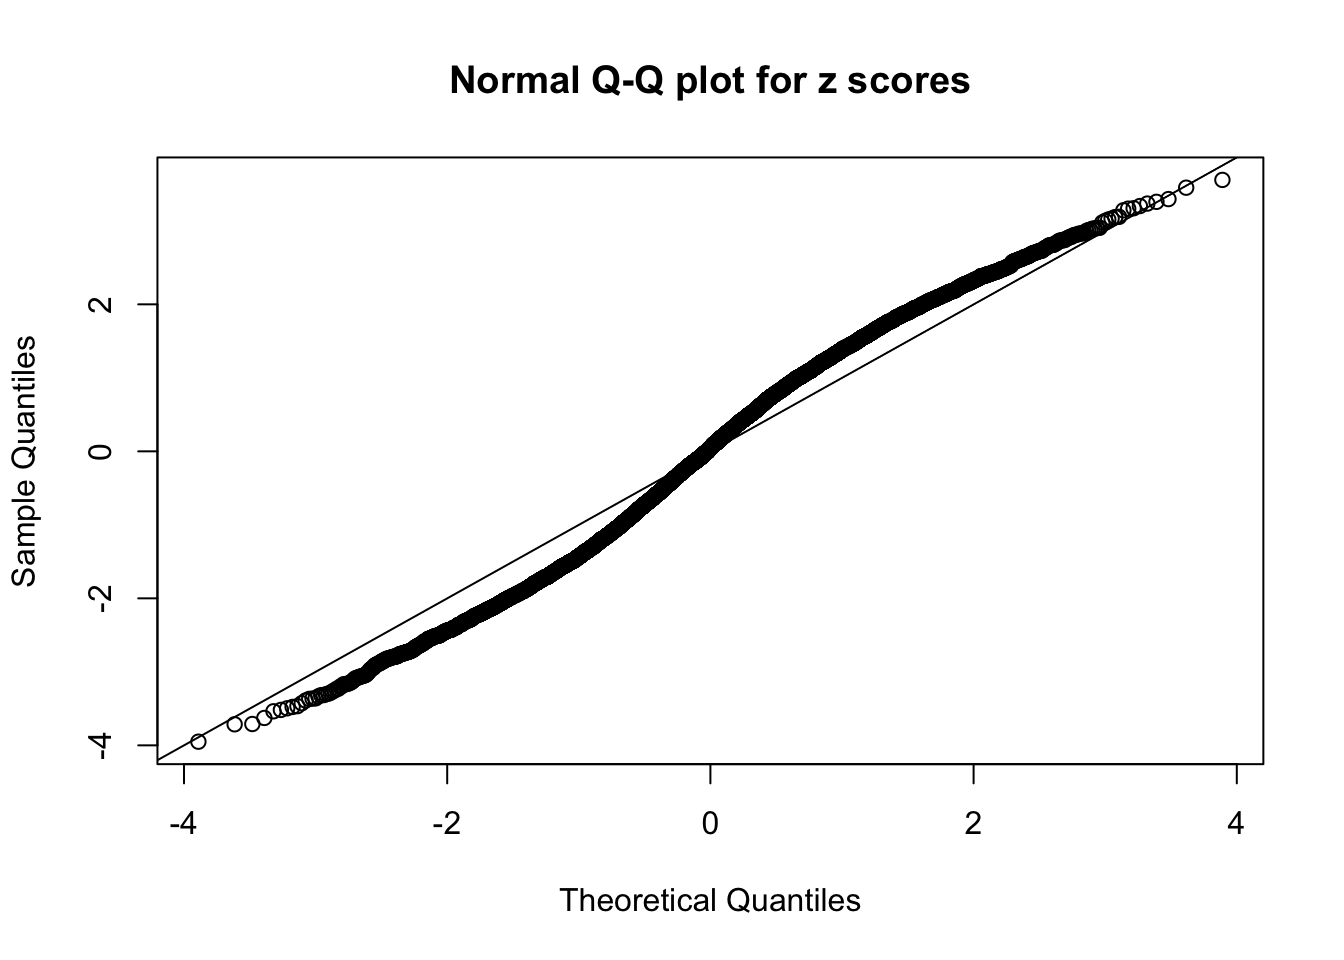 Normal Q-Q plot for z scores
Sample Quantiles
2
0
-2
-4
-4 -2 0 2 4
Theoretical Quantiles